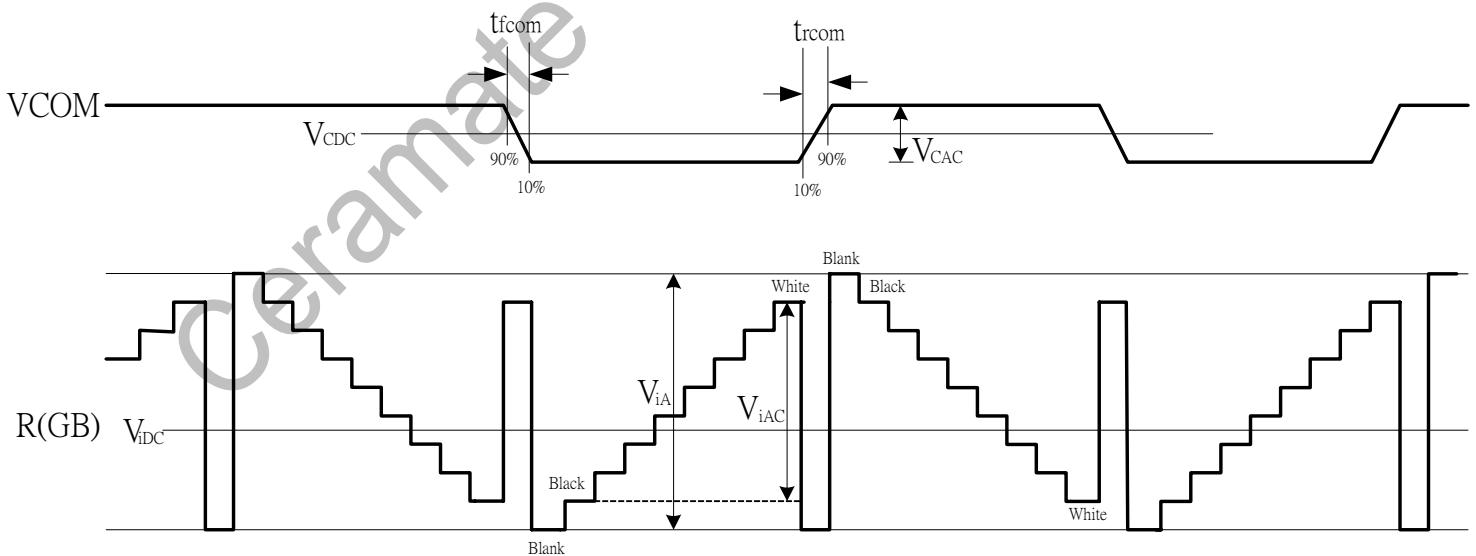 tfcom
trcom
VCOM
VCDC
90%
10%
90%
10%
VCAC
Ceramate
Blank
White
Black
ViA
ViAC
R(GB)
ViDC
Black
White
Blank